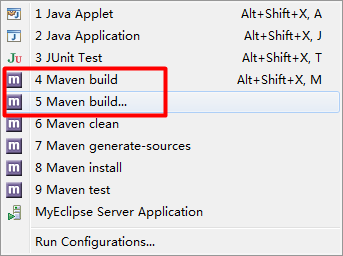 1 Java Applet Alt+Shift+X, A
2 Java Application Alt+Shift+X, J
JU 3 JUnit Test Alt+Shift+X, T
m 4 Maven build Alt+Shift+X, M
m 5 Maven build...
m 6 Maven clean
m 7 Maven generate-sources
m 8 Maven install
m 9 Maven test
MyEclipse Server Application
Run Configurations...